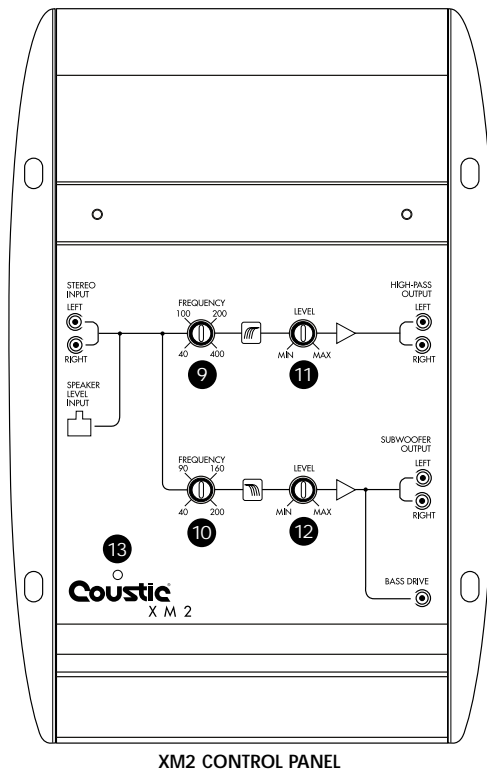 STEREO
INPUT
LEFT
RIGHT
SPEAKER
LEVEL
INPUT
FREQUENCY
100 200
40 400
9
LEVEL
MIN MAX
11
HIGH-PASS
OUTPUT
LEFT
RIGHT
FREQUENCY
90 160
40 200
10
LEVEL
MIN MAX
12
SUBWOOFER
OUTPUT
LEFT
RIGHT
BASS DRIVE
13
Coustic®
XM2
XM2 CONTROL PANEL